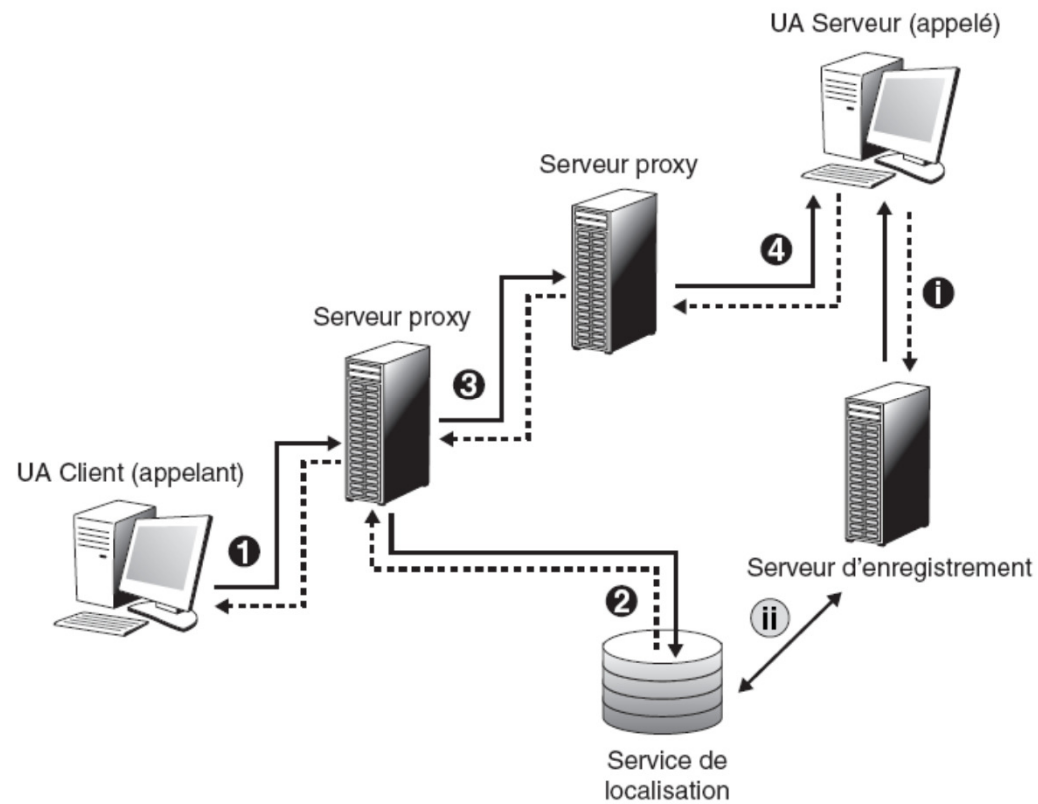 UA Serveur (appelé)
Serveur proxy
4
i
Serveur proxy
3
UA Client (appelant)
1
Serveur d'enregistrement
2
ii
Service de
localisation